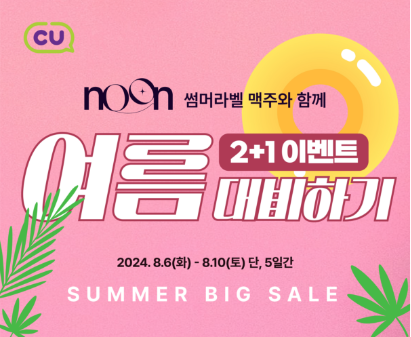 CU
noon 썸머라벨 맥주와 함께
2+1 이벤트
여름 대비하기
2024. 8.6(화) - 8.10(토) 단, 5일간
SUMMER BIG SALE